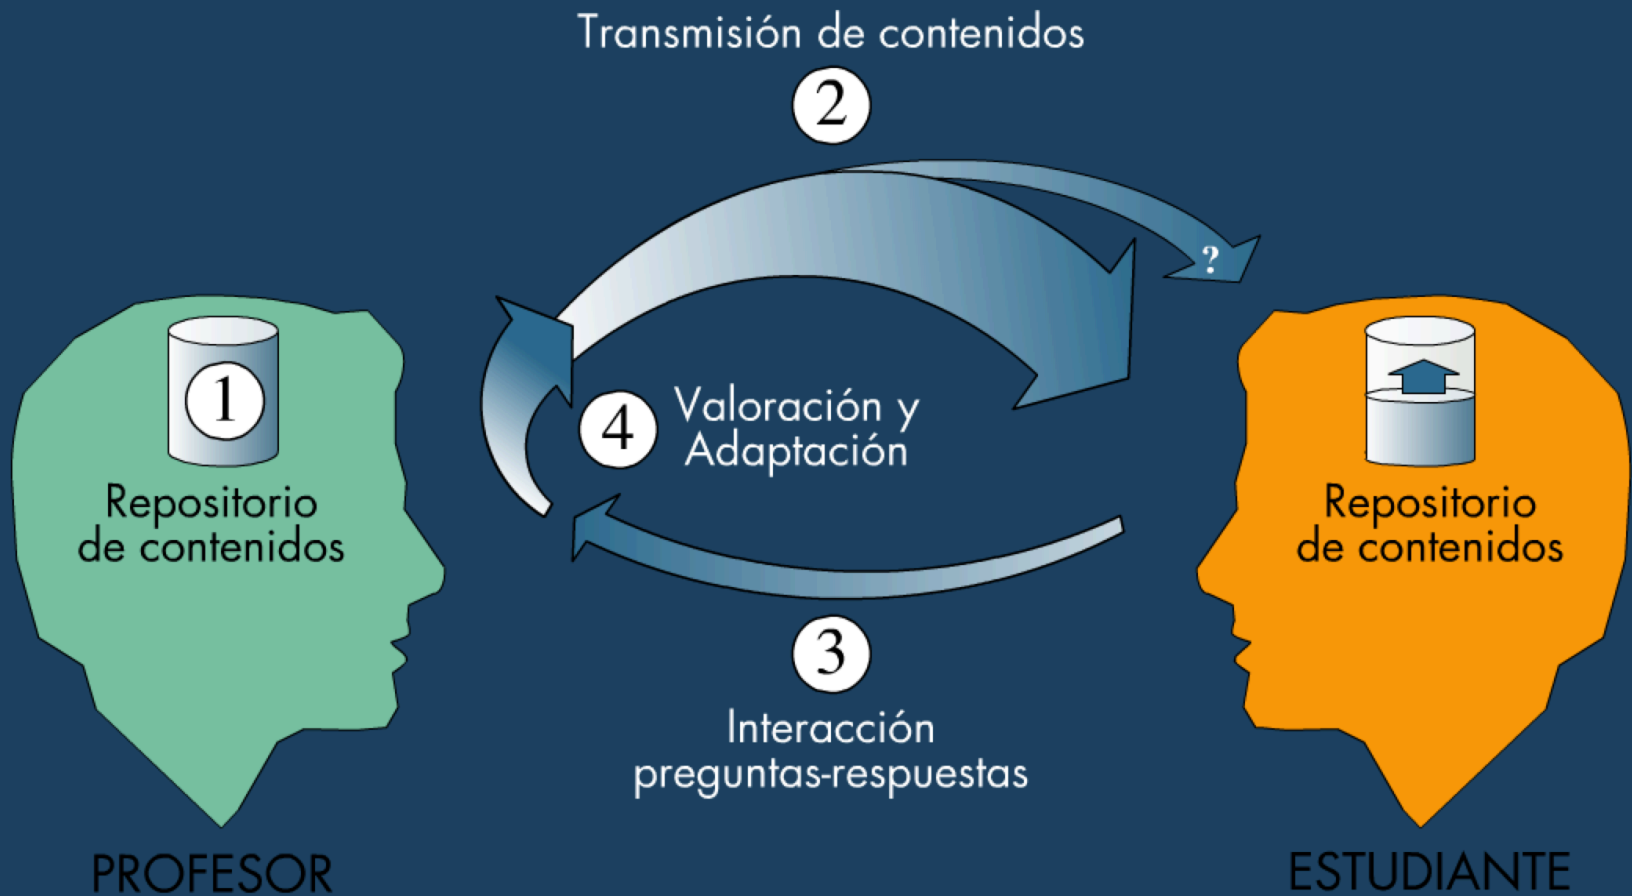 Transmisión de contenidos
2
?
1
Repositorio
de contenidos
4
Valoración y
Adaptación
Repositorio
de contenidos
3
Interacción
preguntas-respuestas
PROFESOR
ESTUDIANTE